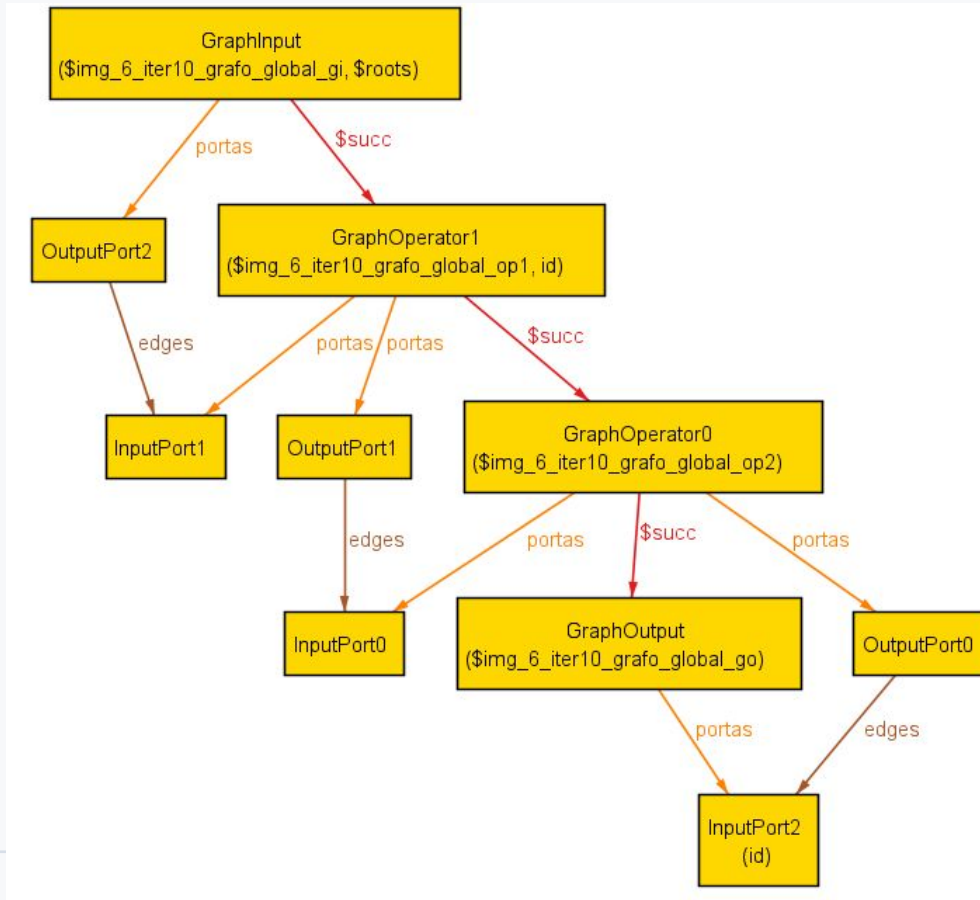 GraphInput
($img_6_iter10_grafo_global_gi, $roots)
portas
$succ
OutputPort2
GraphOperator1
($img_6_iter10_grafo_global_op1, id)
edges
portas
portas
$succ
InputPort1
OutputPort1
GraphOperator0
($img_6_iter10_grafo_global_op2)
edges
portas
$succ
portas
InputPort0
GraphOutput
($img_6_iter10_grafo_global_go)
OutputPort0
portas
edges
InputPort2
(id)